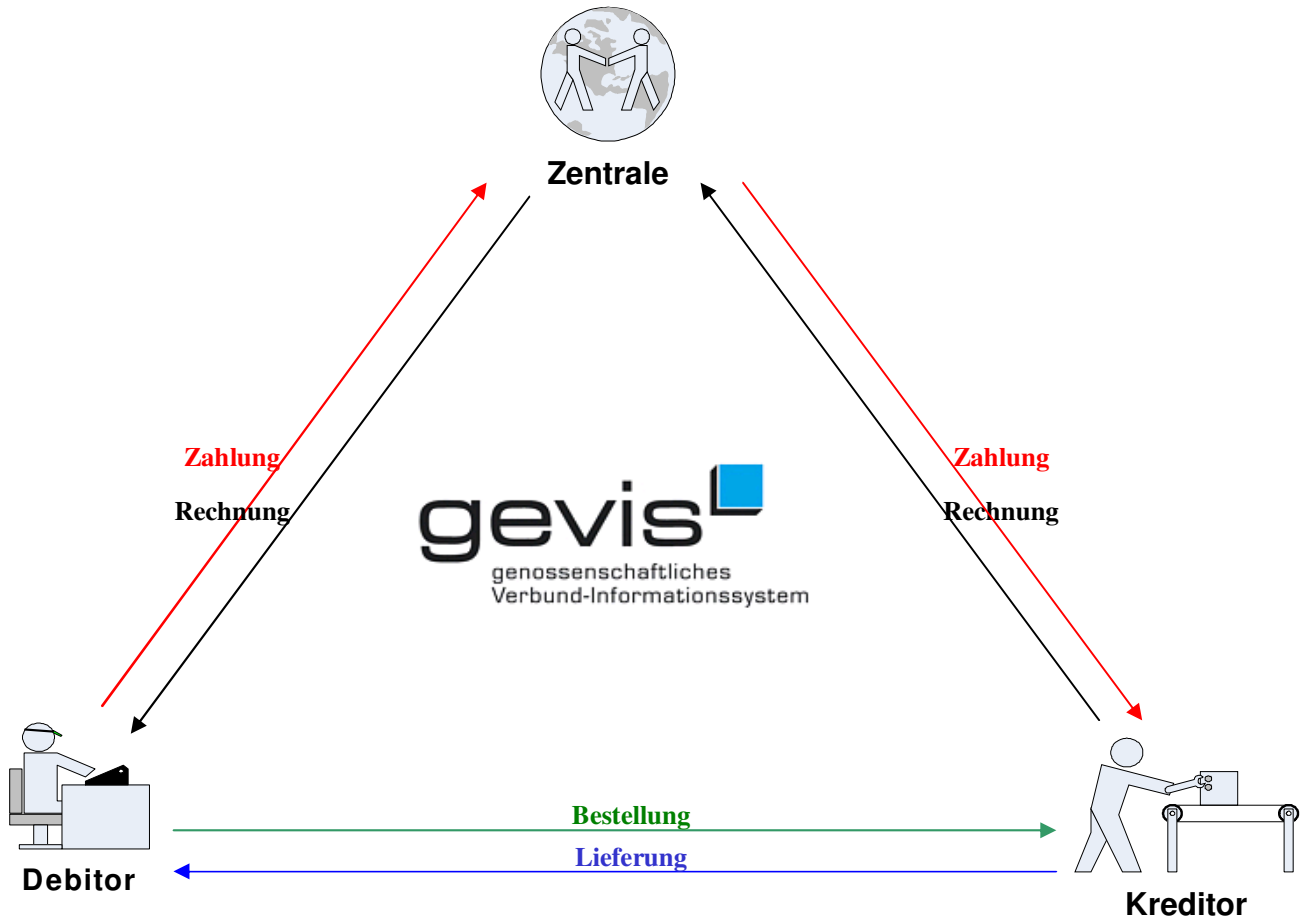 Zentrale
Zahlung
Rechnung
Zahlung
Rechnung
gevis
genossenschaftliches
Verbund-Informationssystem
Bestellung
Lieferung
Debitor
Kreditor